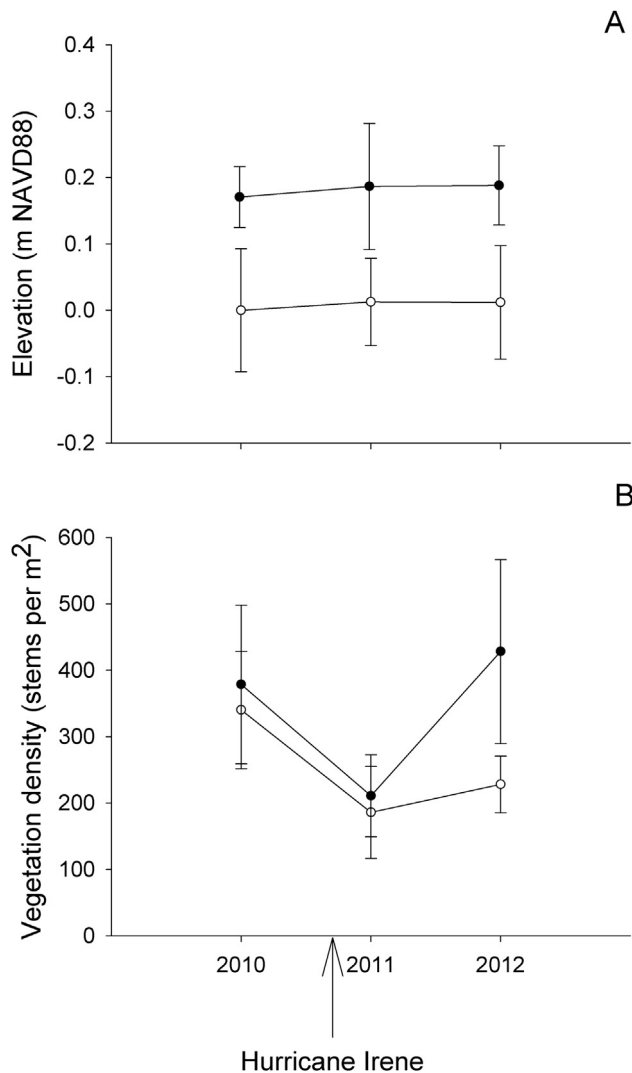 A
0.4
0.3
0.2
0.1
0.0
-0.1
-0.2
Elevation (m NAVD88)
B
600
500
400
300
200
100
0
Vegetation density (stems per m²)
2010 2011 2012
Hurricane Irene